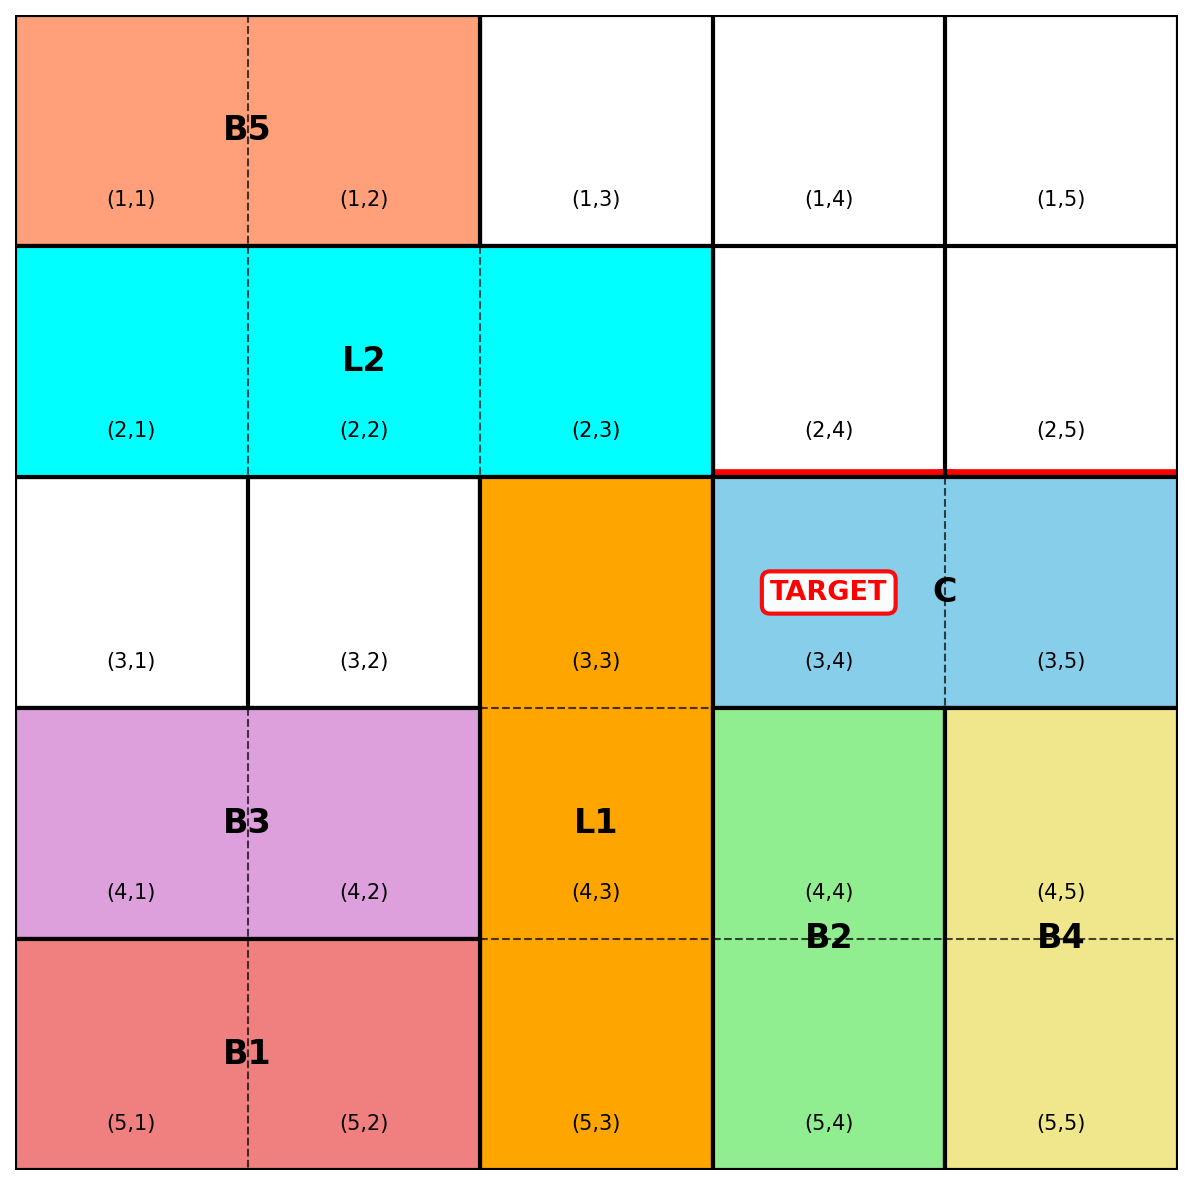 B5
(1,1) (1,2) (1,3) (1,4) (1,5)
L2
(2,1) (2,2) (2,3) (2,4) (2,5)
TARGET C
(3,1) (3,2) (3,3) (3,4) (3,5)
B3 L1
(4,1) (4,2) (4,3) (4,4) (4,5)
B2 B4
B1
(5,1) (5,2) (5,3) (5,4) (5,5)